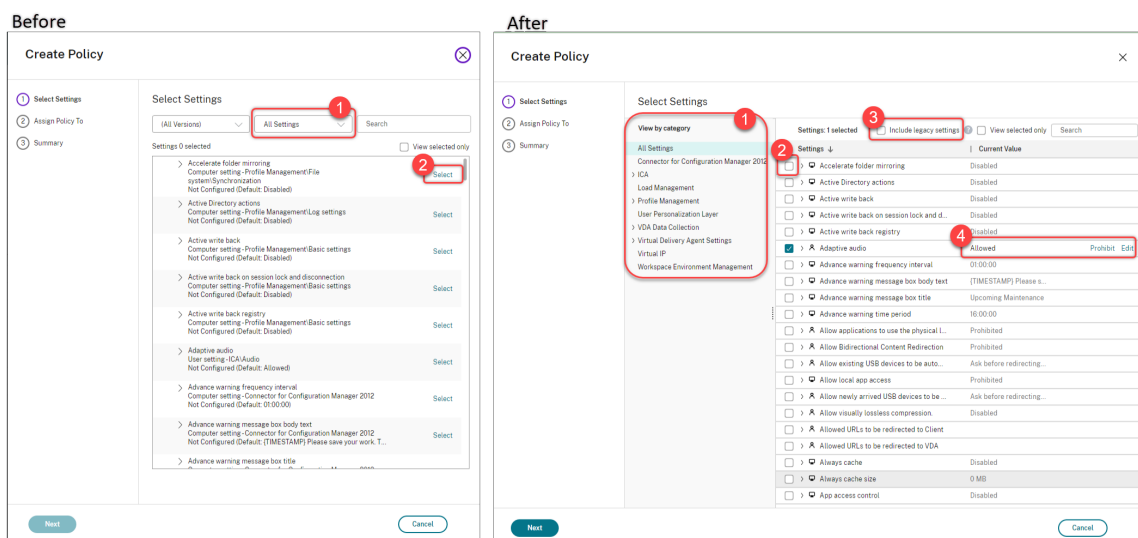 Before
Create Policy
1 Select Settings
2 Assign Policy To
3 Summary
Select Settings
1
(All Versions)
All Settings
Search
Settings 0 selected
View selected only
2
Accelerate folder mirroring
Computer setting - Profile Management\File
system\Synchronization
Not Configured (Default: Disabled)
Select
Active Directory actions
Computer setting - Profile Management\Log settings
Not Configured (Default: Disabled)
Select
Active write back
Computer setting - Profile Management\Basic settings
Not Configured (Default: Disabled)
Select
Active write back on session lock and disconnection
Computer setting - Profile Management\Basic settings
Not Configured (Default: Disabled)
Select
Active write back registry
Computer setting - Profile Management\Basic settings
Not Configured (Default: Disabled)
Select
Adaptive audio
User setting - ICA\Audio
Not Configured (Default: Allowed)
Select
Advance warning frequency interval
Computer setting - Connector for Configuration Manager 2012
Not Configured (Default: 01:00:00)
Select
Advance warning message box body text
Computer setting - Connector for Configuration Manager 2012
Not Configured (Default: {TIMESTAMP} Please save your work. T...
Select
Advance warning message box title
Next
Cancel
After
Create Policy
1 Select Settings
2 Assign Policy To
3 Summary
Select Settings
1
View by category
All Settings
Connector for Configuration Manager 2012
ICA
Load Management
Profile Management
User Personalization Layer
VDA Data Collection
Virtual Delivery Agent Settings
Virtual IP
Workspace Environment Management
3
Settings: 1 selected
Include legacy settings
View selected only
Search
2
Settings ↓ Current Value
Accelerate folder mirroring Disabled
Active Directory actions Disabled
Active write back Disabled
Active write back on session lock and d... Disabled
Active write back registry Disabled
4
Adaptive audio Allowed Prohibit Edit
Advance warning frequency interval 01:00:00
Advance warning message box body text {TIMESTAMP} Please s...
Advance warning message box title Upcoming Maintenance
Advance warning time period 16:00:00
Allow applications to use the physical l... Prohibited
Allow Bidirectional Content Redirection Prohibited
Allow existing USB devices to be auto... Ask before redirecting...
Allow local app access Prohibited
Allow newly arrived USB devices to be ... Ask before redirecting...
Allow visually lossless compression. Disabled
Allowed URLs to be redirected to Client
Allowed URLs to be redirected to VDA
Always cache Disabled
Always cache size 0 MB
App access control Disabled
Next
Cancel